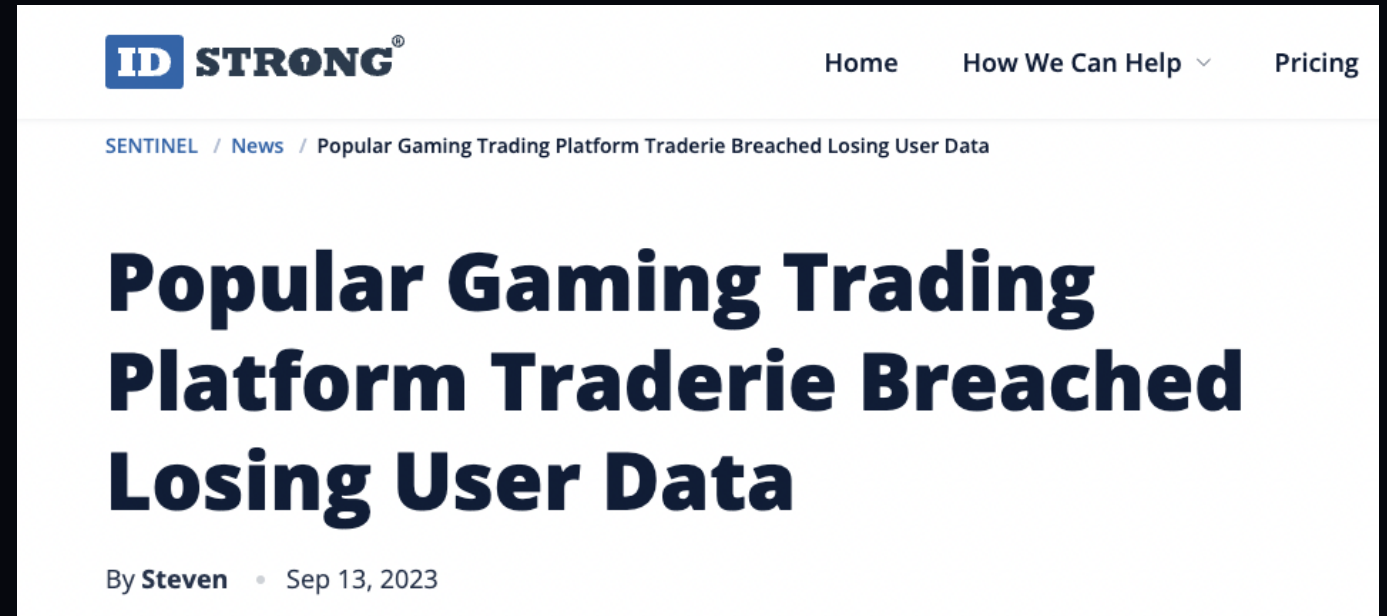 ID STRONG®
Home How We Can Help Pricing
SENTINEL / News / Popular Gaming Trading Platform Traderie Breached Losing User Data
Popular Gaming Trading
Platform Traderie Breached
Losing User Data
By Steven • Sep 13, 2023